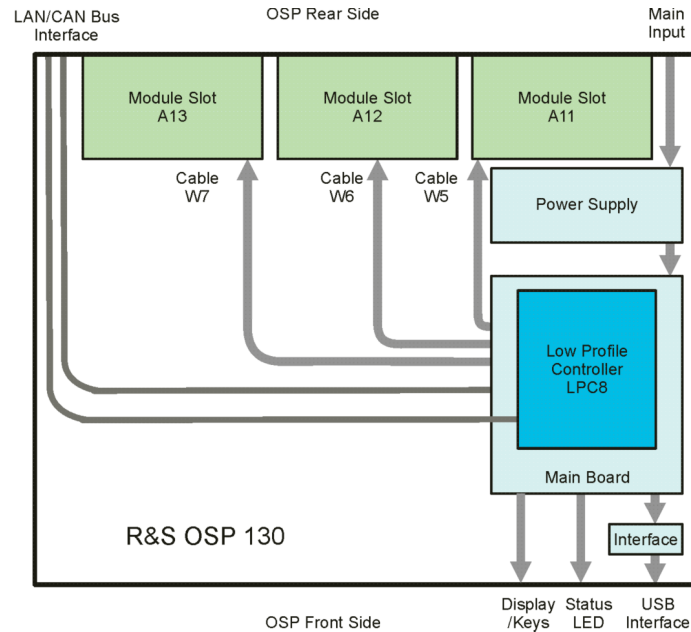 LAN/CAN Bus
Interface
OSP Rear Side
Main
Input
Module Slot
A13
Module Slot
A12
Module Slot
A11
Cable
W7
Cable
W6
Cable
W5
Power Supply
Low Profile
Controller
LPC8
Main Board
R&S OSP 130
Interface
OSP Front Side
Display
/Keys
Status
LED
USB
Interface